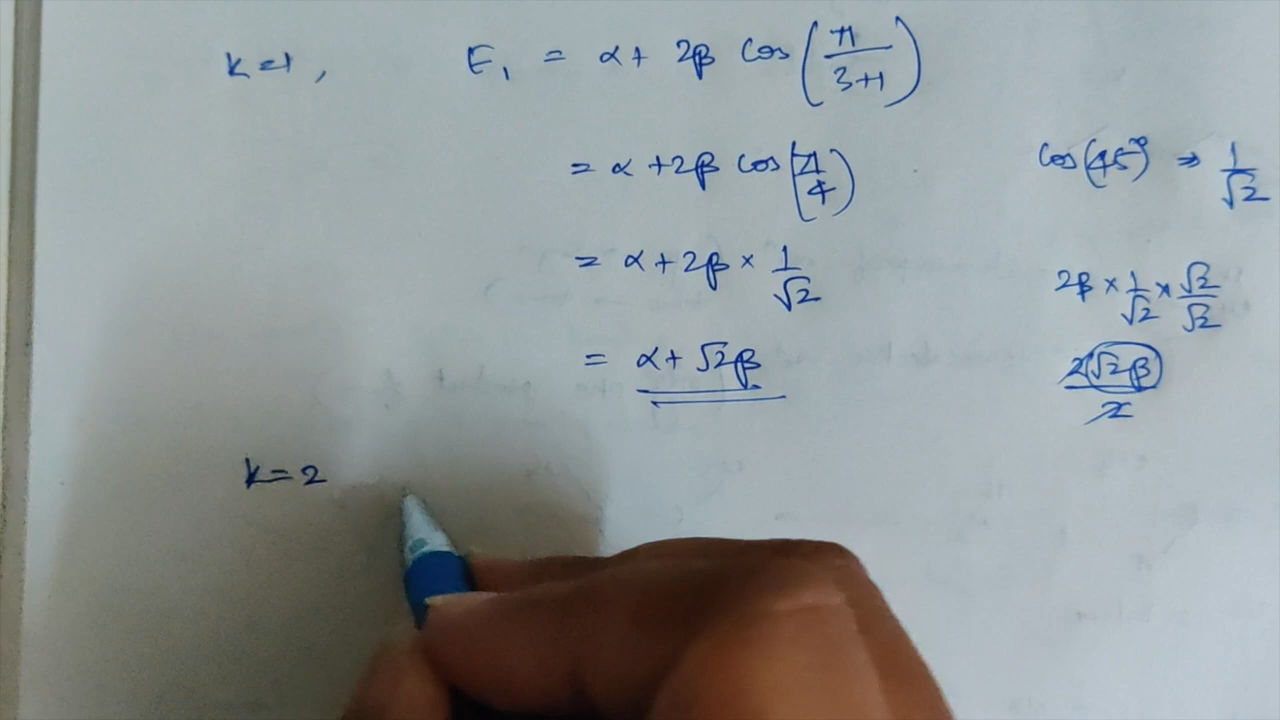 k=1, E₁ = α + 2β cos(π/3+1)
= α + 2β cos(π/4)
cos(45°) ⇒ 1/√2
= α + 2β × 1/√2
2β × 1/√2 × √2/√2
= α + √2β
2√2β/2
k=2